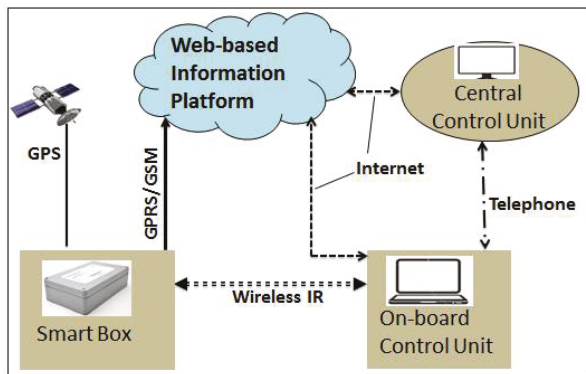 Web-based
Information
Platform
Central
Control Unit
GPS
GPRS/GSM
Internet
Telephone
Wireless IR
Smart Box
On-board
Control Unit